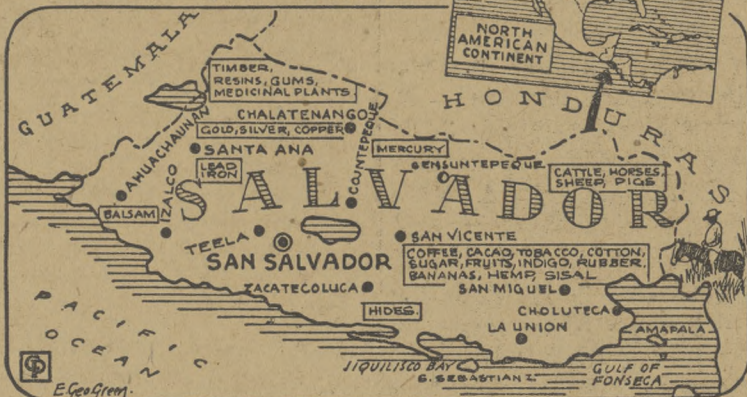 NORTH
AMERICAN
CONTINENT
GUATEMALA
HONDURAS
TIMBER,
RESINS, GUMS,
MEDICINAL PLANTS
CHALATENANGO
GOLD, SILVER, COPPER
AHUACHAUNAN
SANTA ANA
LEAD
IRON
COUNTEPEQUE
MERCURY
ENSUNTEPEQUE
CATTLE, HORSES,
SHEEP, PIGS
SALVADOR
BALSAM
IZALCO
TEELA
SAN SALVADOR
SAN VICENTE
COFFEE, CACAO, TOBACCO, COTTON,
SUGAR, FRUITS, INDIGO, RUBBER,
BANANAS, HEMP, SISAL
ZACATECOLUCA
SAN MIGUEL
HIDES.
CHOLUTECA
LA UNION
AMAPALA.
PACIFIC
OCEAN
JIQUILISCO BAY
S. SEBASTIAN I.
GULF OF
FONSECA
E. Geo Green.